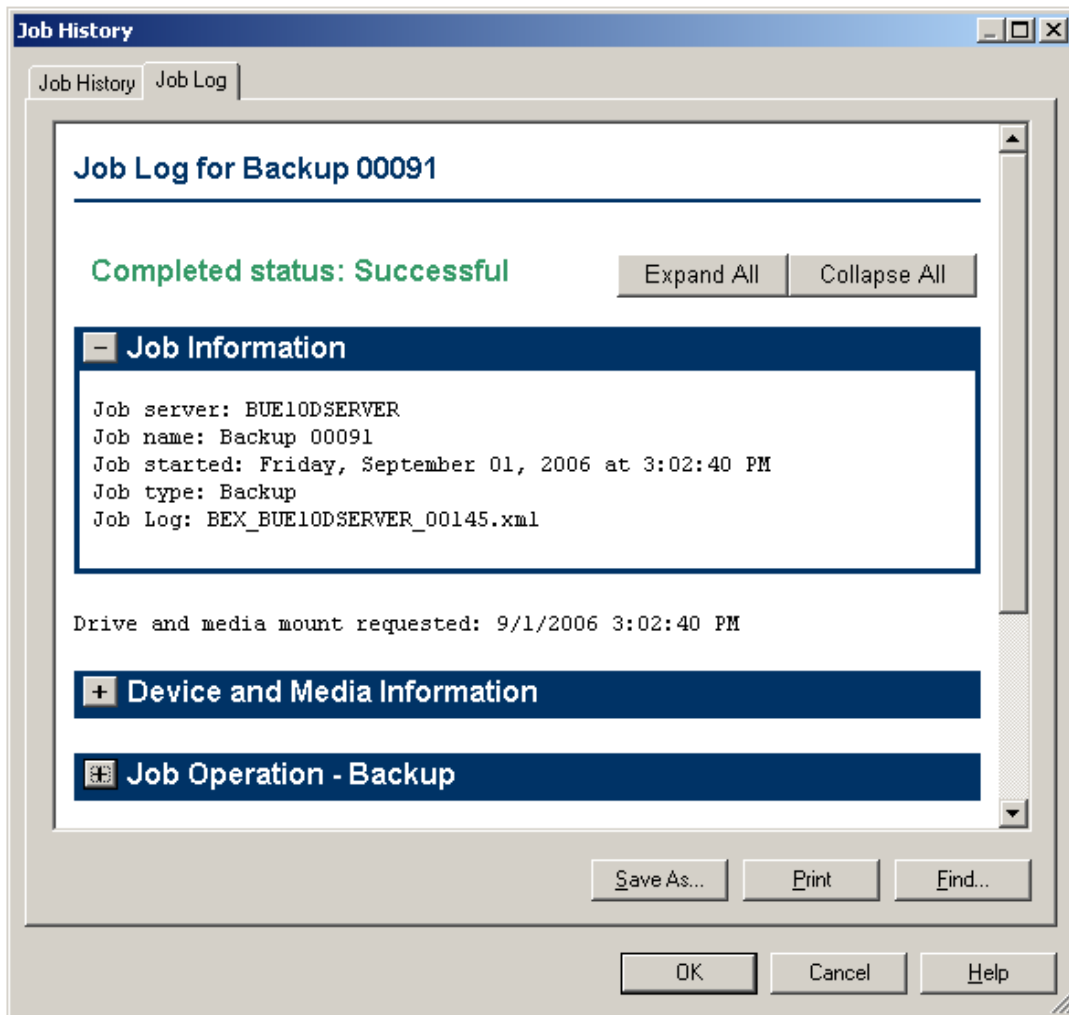 Job History
Job History Job Log
Job Log for Backup 00091
Completed status: Successful Expand All Collapse All
- Job Information
Job server: BUE10DSERVER
Job name: Backup 00091
Job started: Friday, September 01, 2006 at 3:02:40 PM
Job type: Backup
Job Log: BEX_BUE10DSERVER_00145.xml
Drive and media mount requested: 9/1/2006 3:02:40 PM
+ Device and Media Information
+ Job Operation - Backup
Save As... Print Find...
OK Cancel Help